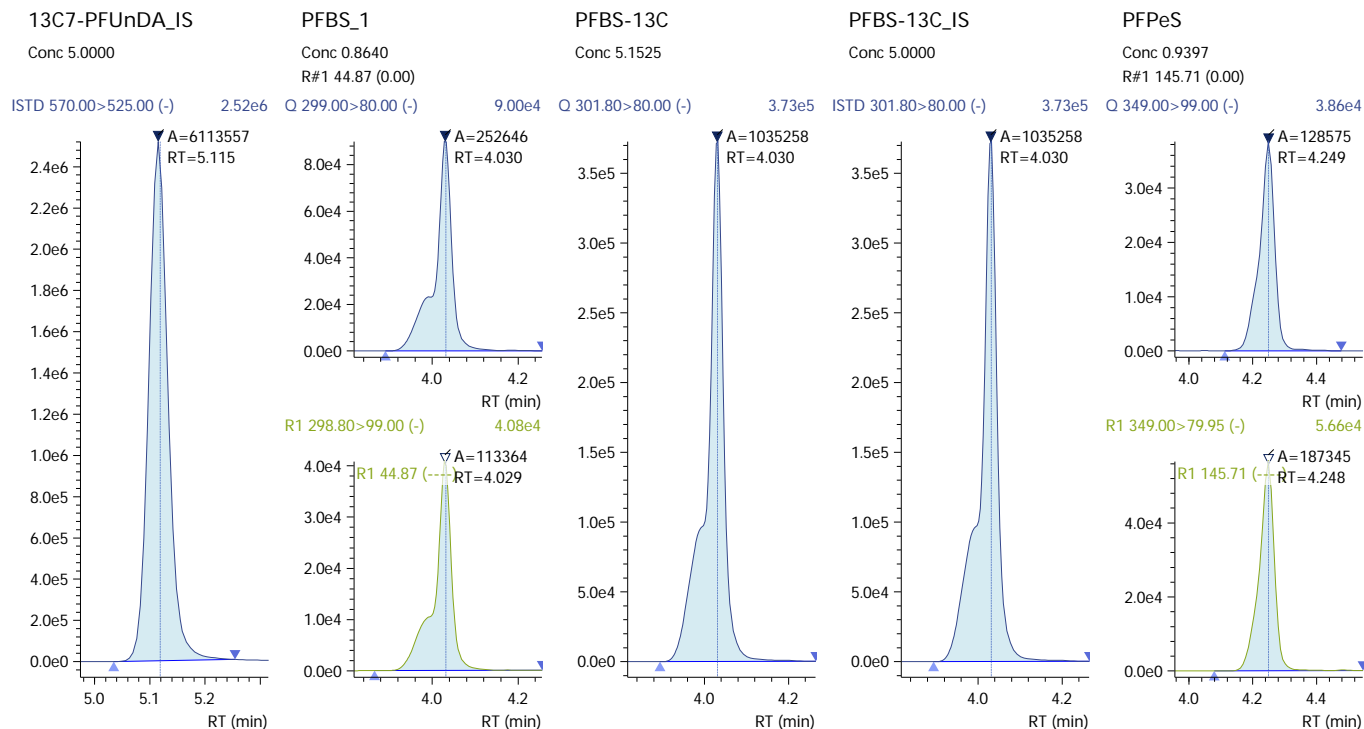 13C7-PFUnDA_IS
Conc 5.0000
ISTD 570.00>525.00 (-) 2.52e6
A=6113557
RT=5.115
2.4e6
2.2e6
2.0e6
1.8e6
1.6e6
1.4e6
1.2e6
1.0e6
8.0e5
6.0e5
4.0e5
2.0e5
0.0e0
5.0 5.1 5.2
RT (min)
PFBS_1
Conc 0.8640
R#1 44.87 (0.00)
Q 299.00>80.00 (-) 9.00e4
A=252646
RT=4.030
8.0e4
6.0e4
4.0e4
2.0e4
0.0e0
4.0 4.2
RT (min)
R1 298.80>99.00 (-) 4.08e4
A=113364
R1 44.87 (----)
RT=4.029
4.0e4
3.0e4
2.0e4
1.0e4
0.0e0
4.0 4.2
RT (min)
PFBS-13C
Conc 5.1525
Q 301.80>80.00 (-) 3.73e5
A=1035258
RT=4.030
3.5e5
3.0e5
2.5e5
2.0e5
1.5e5
1.0e5
5.0e4
0.0e0
4.0 4.2
RT (min)
PFBS-13C_IS
Conc 5.0000
ISTD 301.80>80.00 (-) 3.73e5
A=1035258
RT=4.030
3.5e5
3.0e5
2.5e5
2.0e5
1.5e5
1.0e5
5.0e4
0.0e0
4.0 4.2
RT (min)
PFPeS
Conc 0.9397
R#1 145.71 (0.00)
Q 349.00>99.00 (-) 3.86e4
A=128575
RT=4.249
3.0e4
2.0e4
1.0e4
0.0e0
4.0 4.2 4.4
RT (min)
R1 349.00>79.95 (-) 5.66e4
A=187345
R1 145.71 (----)
RT=4.248
4.0e4
2.0e4
0.0e0
4.0 4.2 4.4
RT (min)